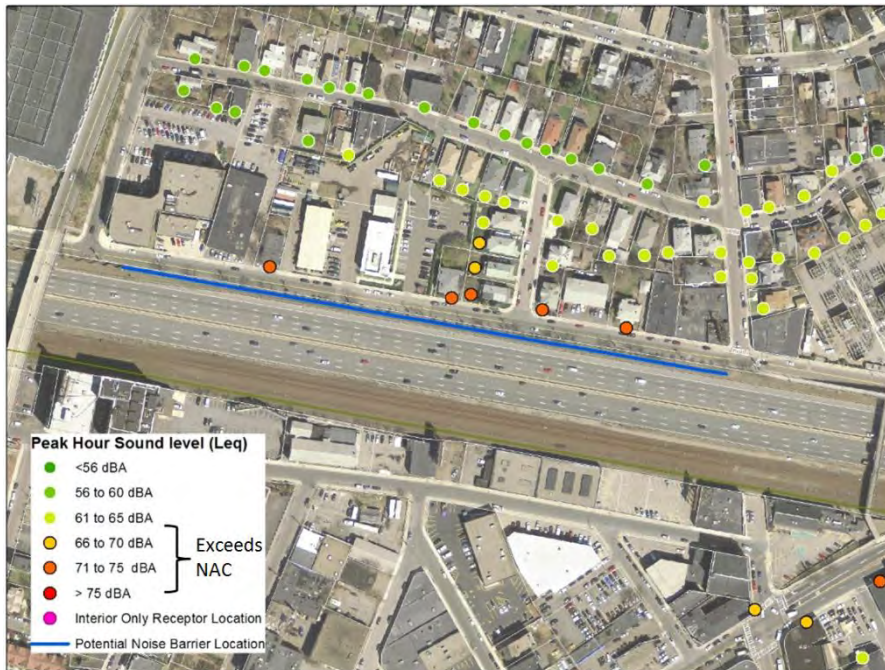 Peak Hour Sound level (Leq)
<56 dBA
56 to 60 dBA
61 to 65 dBA
66 to 70 dBA
71 to 75 dBA
> 75 dBA
Exceeds
NAC
Interior Only Receptor Location
Potential Noise Barrier Location